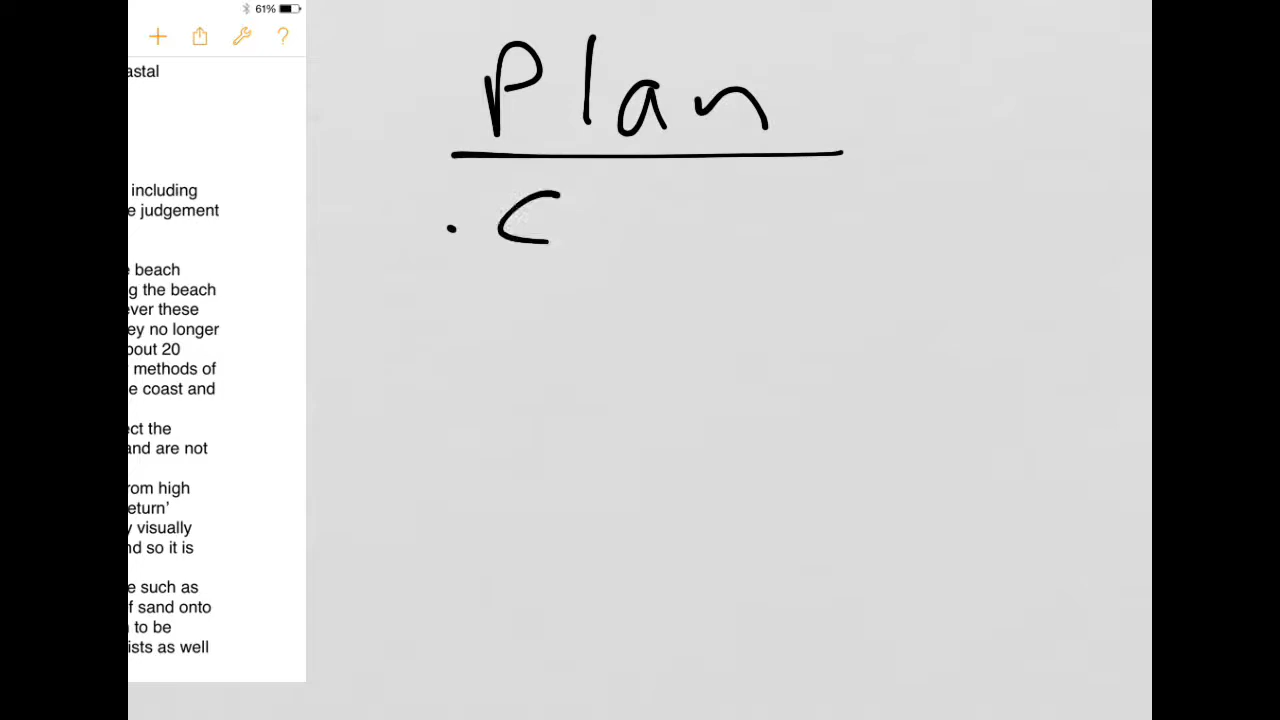 61%
astal
including
e judgement
e beach
g the beach
ever these
ey no longer
bout 20
methods of
e coast and
ect the
and are not
rom high
eturn'
y visually
nd so it is
e such as
f sand onto
n to be
ists as well
Plan
. C